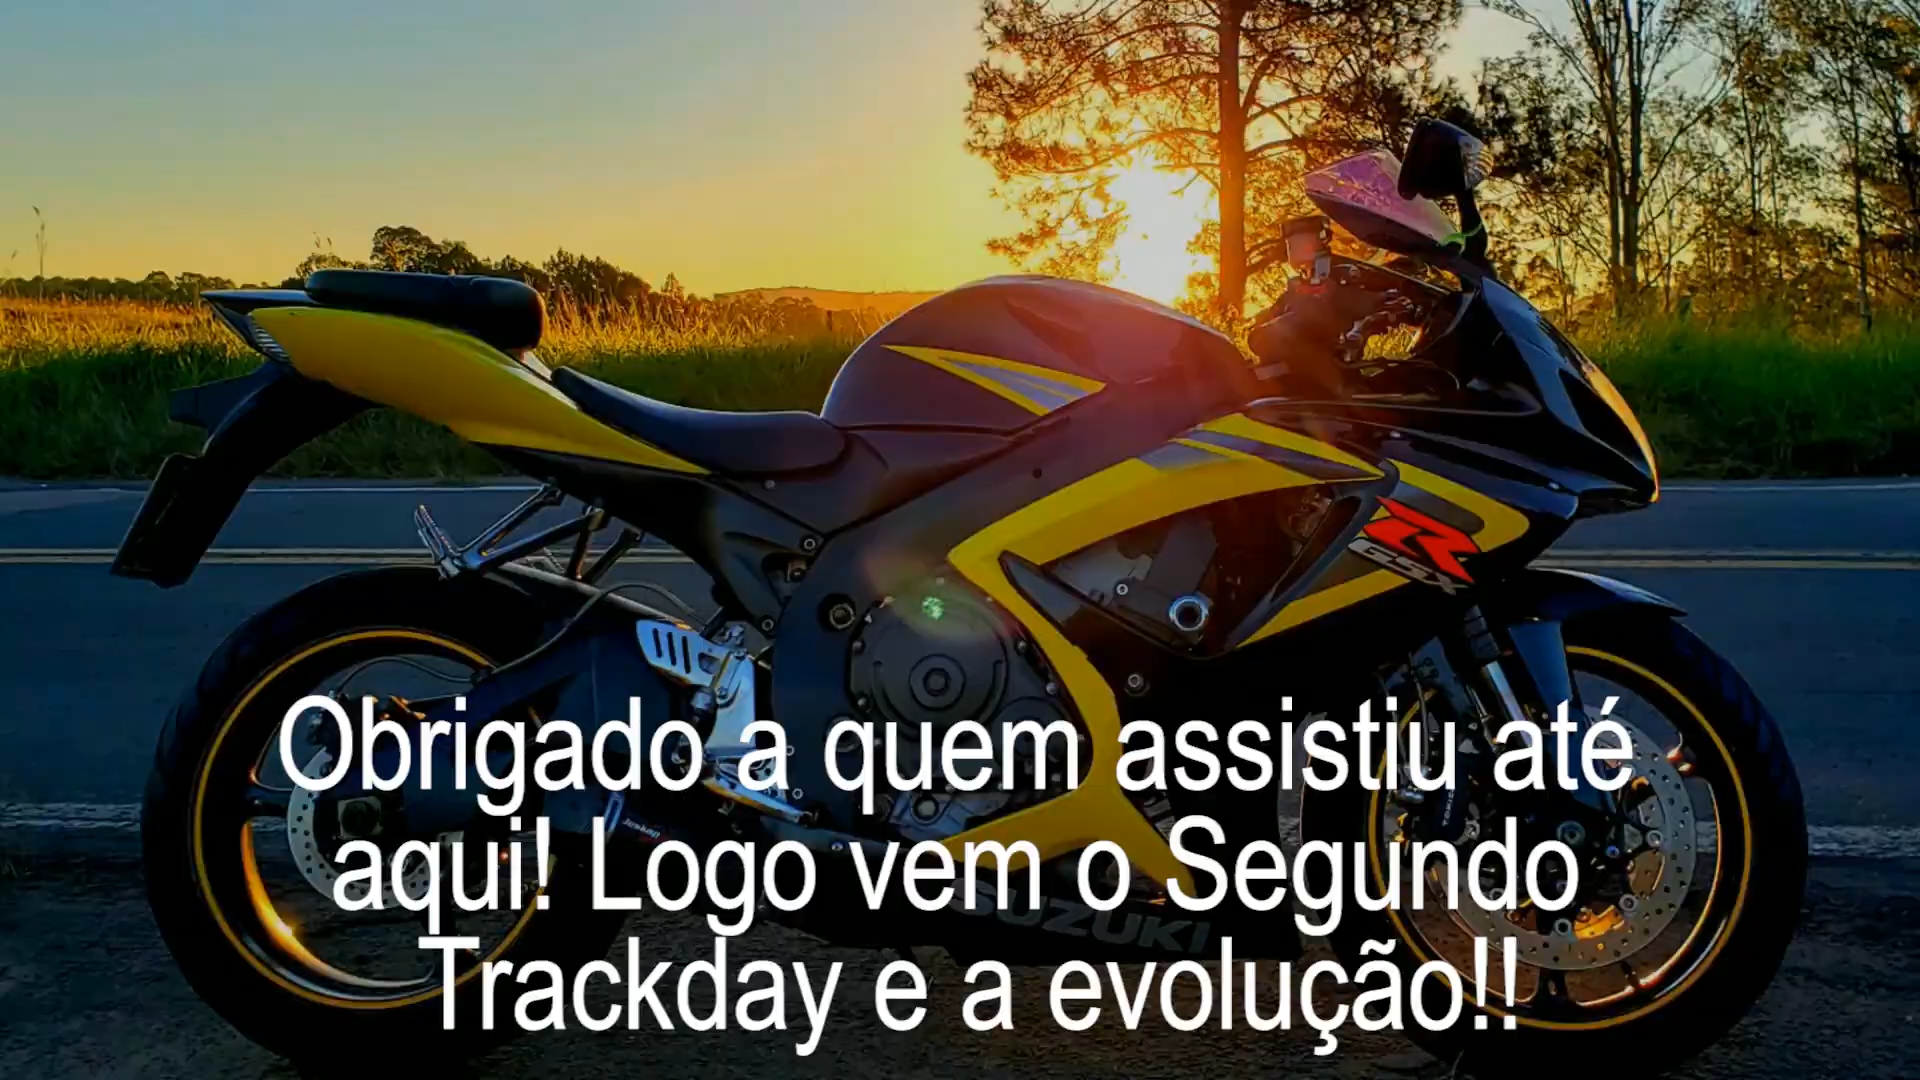 R
GSX
Obrigado a quem assistiu até
aqui! Logo vem o Segundo
Trackday e a evolução!!
SUZUKI